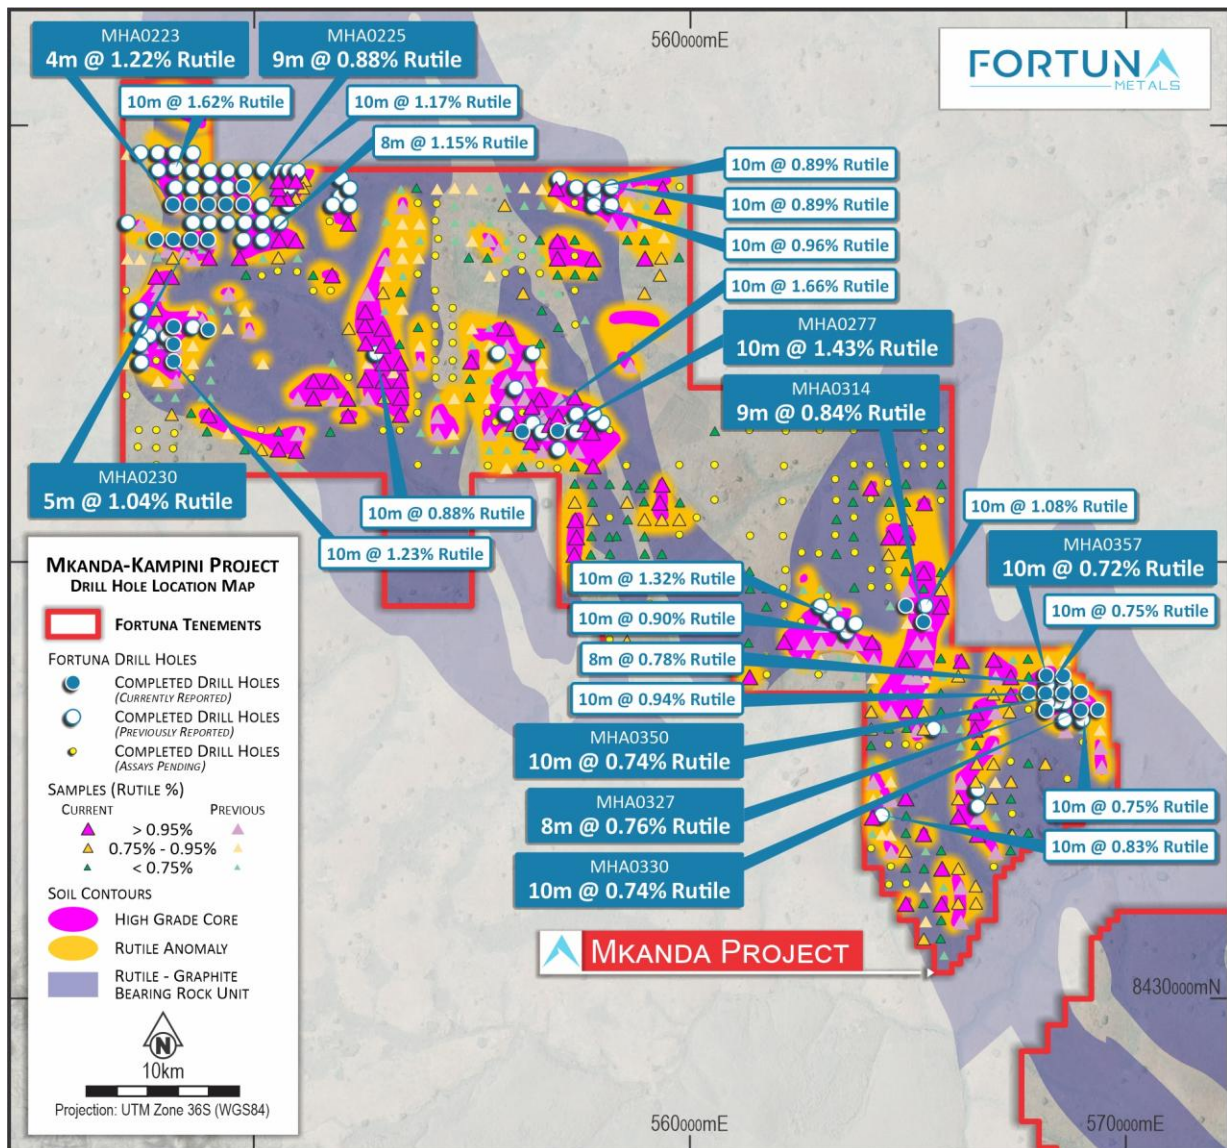 560000mE
FORTUNA
METALS
MHA0223
4m @ 1.22% Rutile
MHA0225
9m @ 0.88% Rutile
10m @ 1.62% Rutile
10m @ 1.17% Rutile
8m @ 1.15% Rutile
10m @ 0.89% Rutile
10m @ 0.89% Rutile
10m @ 0.96% Rutile
10m @ 1.66% Rutile
MHA0277
10m @ 1.43% Rutile
MHA0314
9m @ 0.84% Rutile
MHA0230
5m @ 1.04% Rutile
10m @ 0.88% Rutile
10m @ 1.23% Rutile
10m @ 1.08% Rutile
MHA0357
10m @ 0.72% Rutile
10m @ 1.32% Rutile
10m @ 0.90% Rutile
8m @ 0.78% Rutile
10m @ 0.94% Rutile
10m @ 0.75% Rutile
MHA0350
10m @ 0.74% Rutile
MHA0327
8m @ 0.76% Rutile
MHA0330
10m @ 0.74% Rutile
10m @ 0.75% Rutile
10m @ 0.83% Rutile
MKANDA PROJECT
MKANDA-KAMPINI PROJECT
DRILL HOLE LOCATION MAP
FORTUNA TENEMENTS
FORTUNA DRILL HOLES
COMPLETED DRILL HOLES
(CURRENTLY REPORTED)
COMPLETED DRILL HOLES
(PREVIOUSLY REPORTED)
COMPLETED DRILL HOLES
(ASSAYS PENDING)
SAMPLES (RUTILE %)
CURRENT PREVIOUS
> 0.95%
0.75% - 0.95%
< 0.75%
SOIL CONTOURS
HIGH GRADE CORE
RUTILE ANOMALY
RUTILE - GRAPHITE
BEARING ROCK UNIT
N
10km
Projection: UTM Zone 36S (WGS84)
8430000mN
560000mE
570000mE